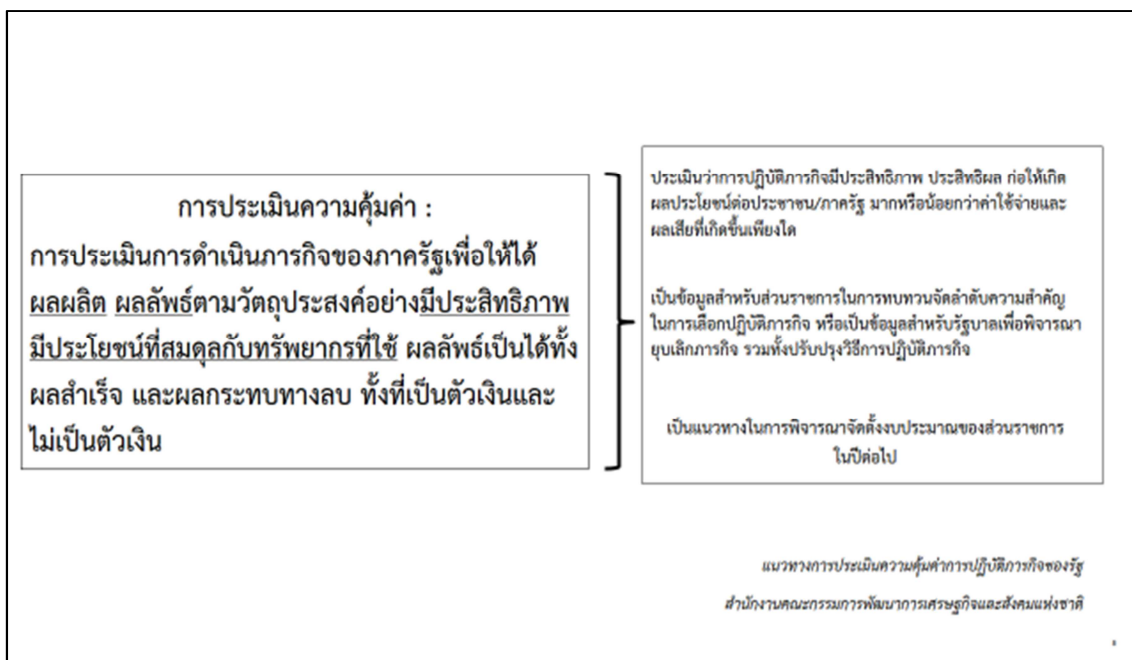 การประเมินความคุ้มค่า :
การประเมินการดำเนินภารกิจของภาครัฐเพื่อให้ได้
ผลผลิต ผลลัพธ์ตามวัตถุประสงค์อย่างมีประสิทธิภาพ
มีประโยชน์ที่สมดุลกับทรัพยากรที่ใช้ ผลลัพธ์เป็นได้ทั้ง
ผลสำเร็จ และผลกระทบทางลบ ทั้งที่เป็นตัวเงินและ
ไม่เป็นตัวเงิน
ประเมินว่าการปฏิบัติภารกิจมีประสิทธิภาพ ประสิทธิผล ก่อให้เกิด
ผลประโยชน์ต่อประชาชน/ภาครัฐ มากหรือน้อยกว่าค่าใช้จ่ายและ
ผลเสียที่เกิดขึ้นเพียงใด
เป็นข้อมูลสำหรับส่วนราชการในการทบทวนจัดลำดับความสำคัญ
ในการเลือกปฏิบัติภารกิจ หรือเป็นข้อมูลสำหรับรัฐบาลเพื่อพิจารณา
ยุบเลิกภารกิจ รวมทั้งปรับปรุงวิธีการปฏิบัติภารกิจ
เป็นแนวทางในการพิจารณาจัดตั้งงบประมาณของส่วนราชการ
ในปีต่อไป
แนวทางการประเมินความคุ้มค่าการปฏิบัติภารกิจของรัฐ
สำนักงานคณะกรรมการพัฒนาการเศรษฐกิจและสังคมแห่งชาติ